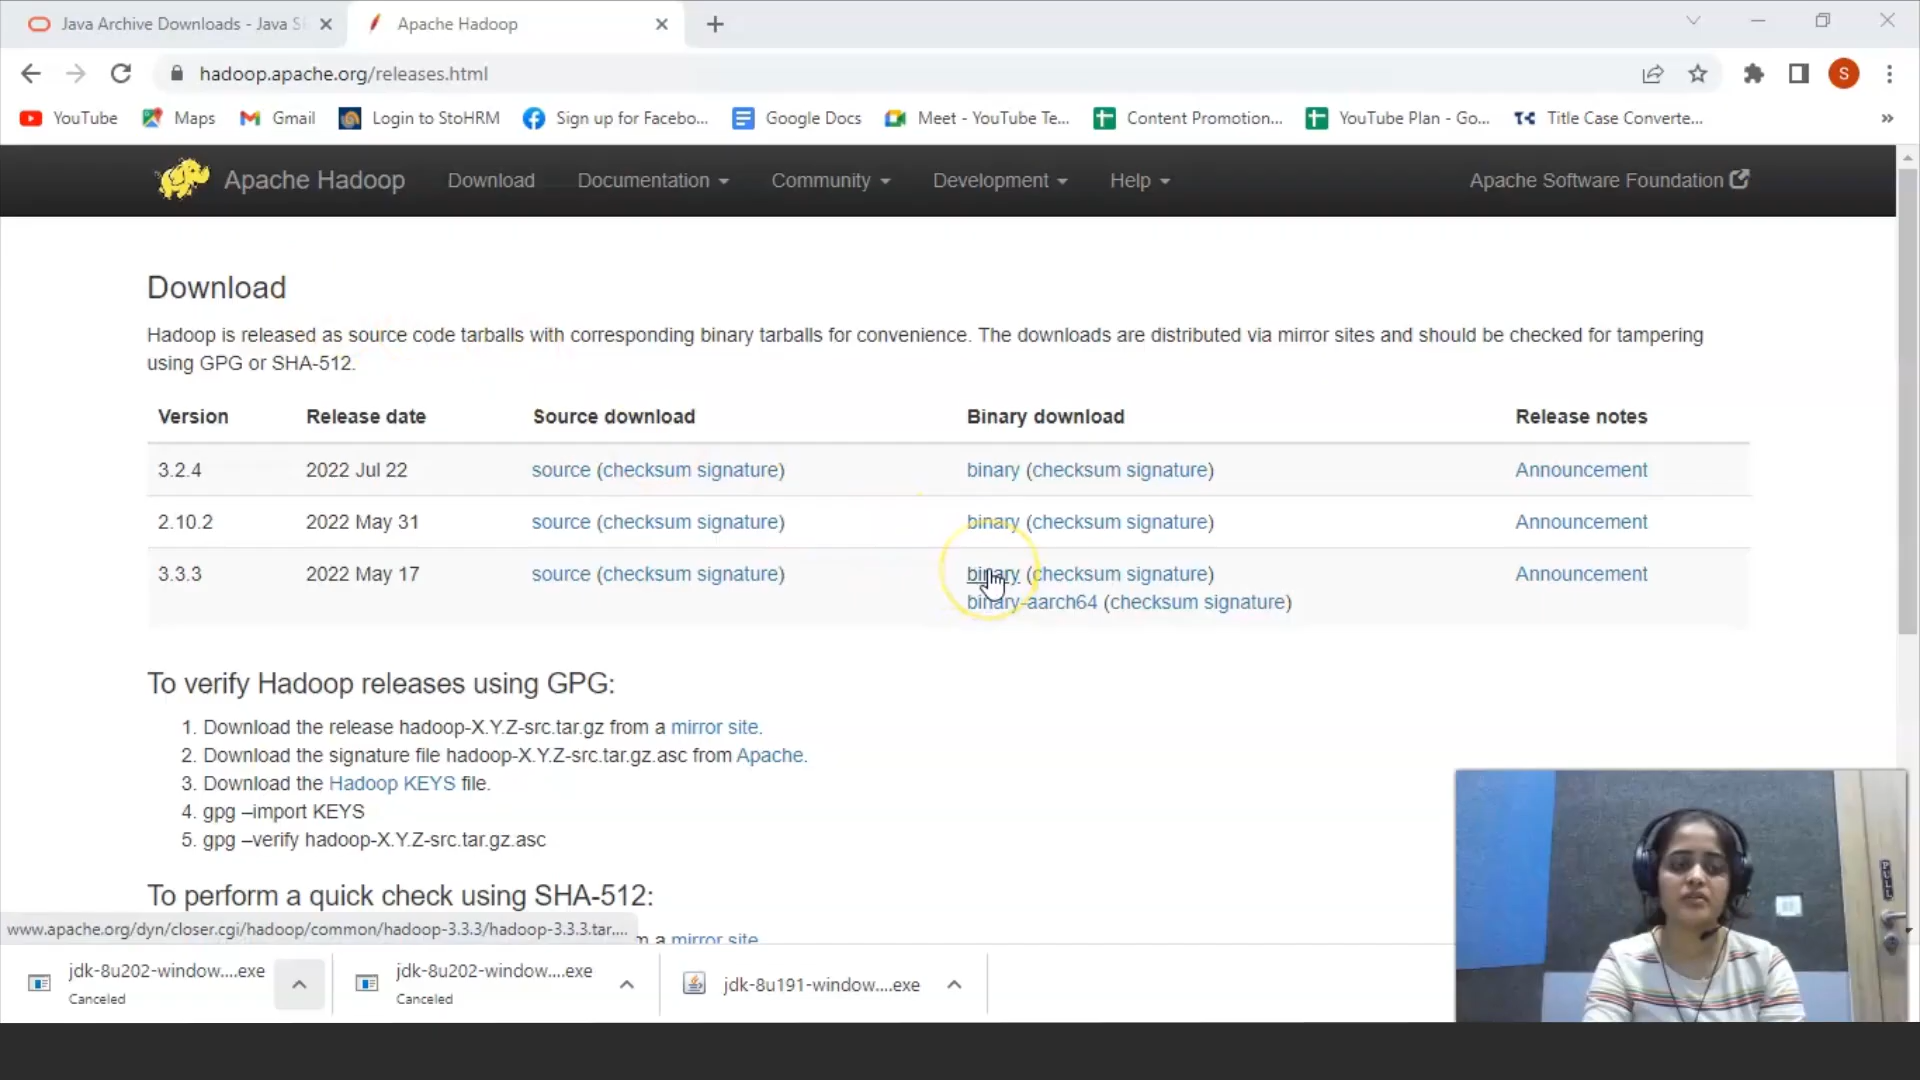 Java Archive Downloads - Java S
Apache Hadoop
hadoop.apache.org/releases.html
S
YouTube
Maps
Gmail
Login to StoHRM
Sign up for Facebo...
Google Docs
Meet - YouTube Te...
Content Promotion...
YouTube Plan - Go...
Title Case Converte...
»
Apache Hadoop
Download
Documentation
Community
Development
Help
Apache Software Foundation
Download
Hadoop is released as source code tarballs with corresponding binary tarballs for convenience. The downloads are distributed via mirror sites and should be checked for tampering
using GPG or SHA-512.
Version Release date Source download Binary download Release notes
3.2.4 2022 Jul 22 source (checksum signature) binary (checksum signature) Announcement
2.10.2 2022 May 31 source (checksum signature) binary (checksum signature) Announcement
3.3.3 2022 May 17 source (checksum signature) binary (checksum signature) Announcement
binary-aarch64 (checksum signature)
To verify Hadoop releases using GPG:
1. Download the release hadoop-X.Y.Z-src.tar.gz from a mirror site.
2. Download the signature file hadoop-X.Y.Z-src.tar.gz.asc from Apache.
3. Download the Hadoop KEYS file.
4. gpg –import KEYS
5. gpg –verify hadoop-X.Y.Z-src.tar.gz.asc
To perform a quick check using SHA-512:
www.apache.org/dyn/closer.cgi/hadoop/common/hadoop-3.3.3/hadoop-3.3.3.tar....
m a mirror site
jdk-8u202-window....exe
Canceled
jdk-8u202-window....exe
Canceled
jdk-8u191-window....exe
PULL